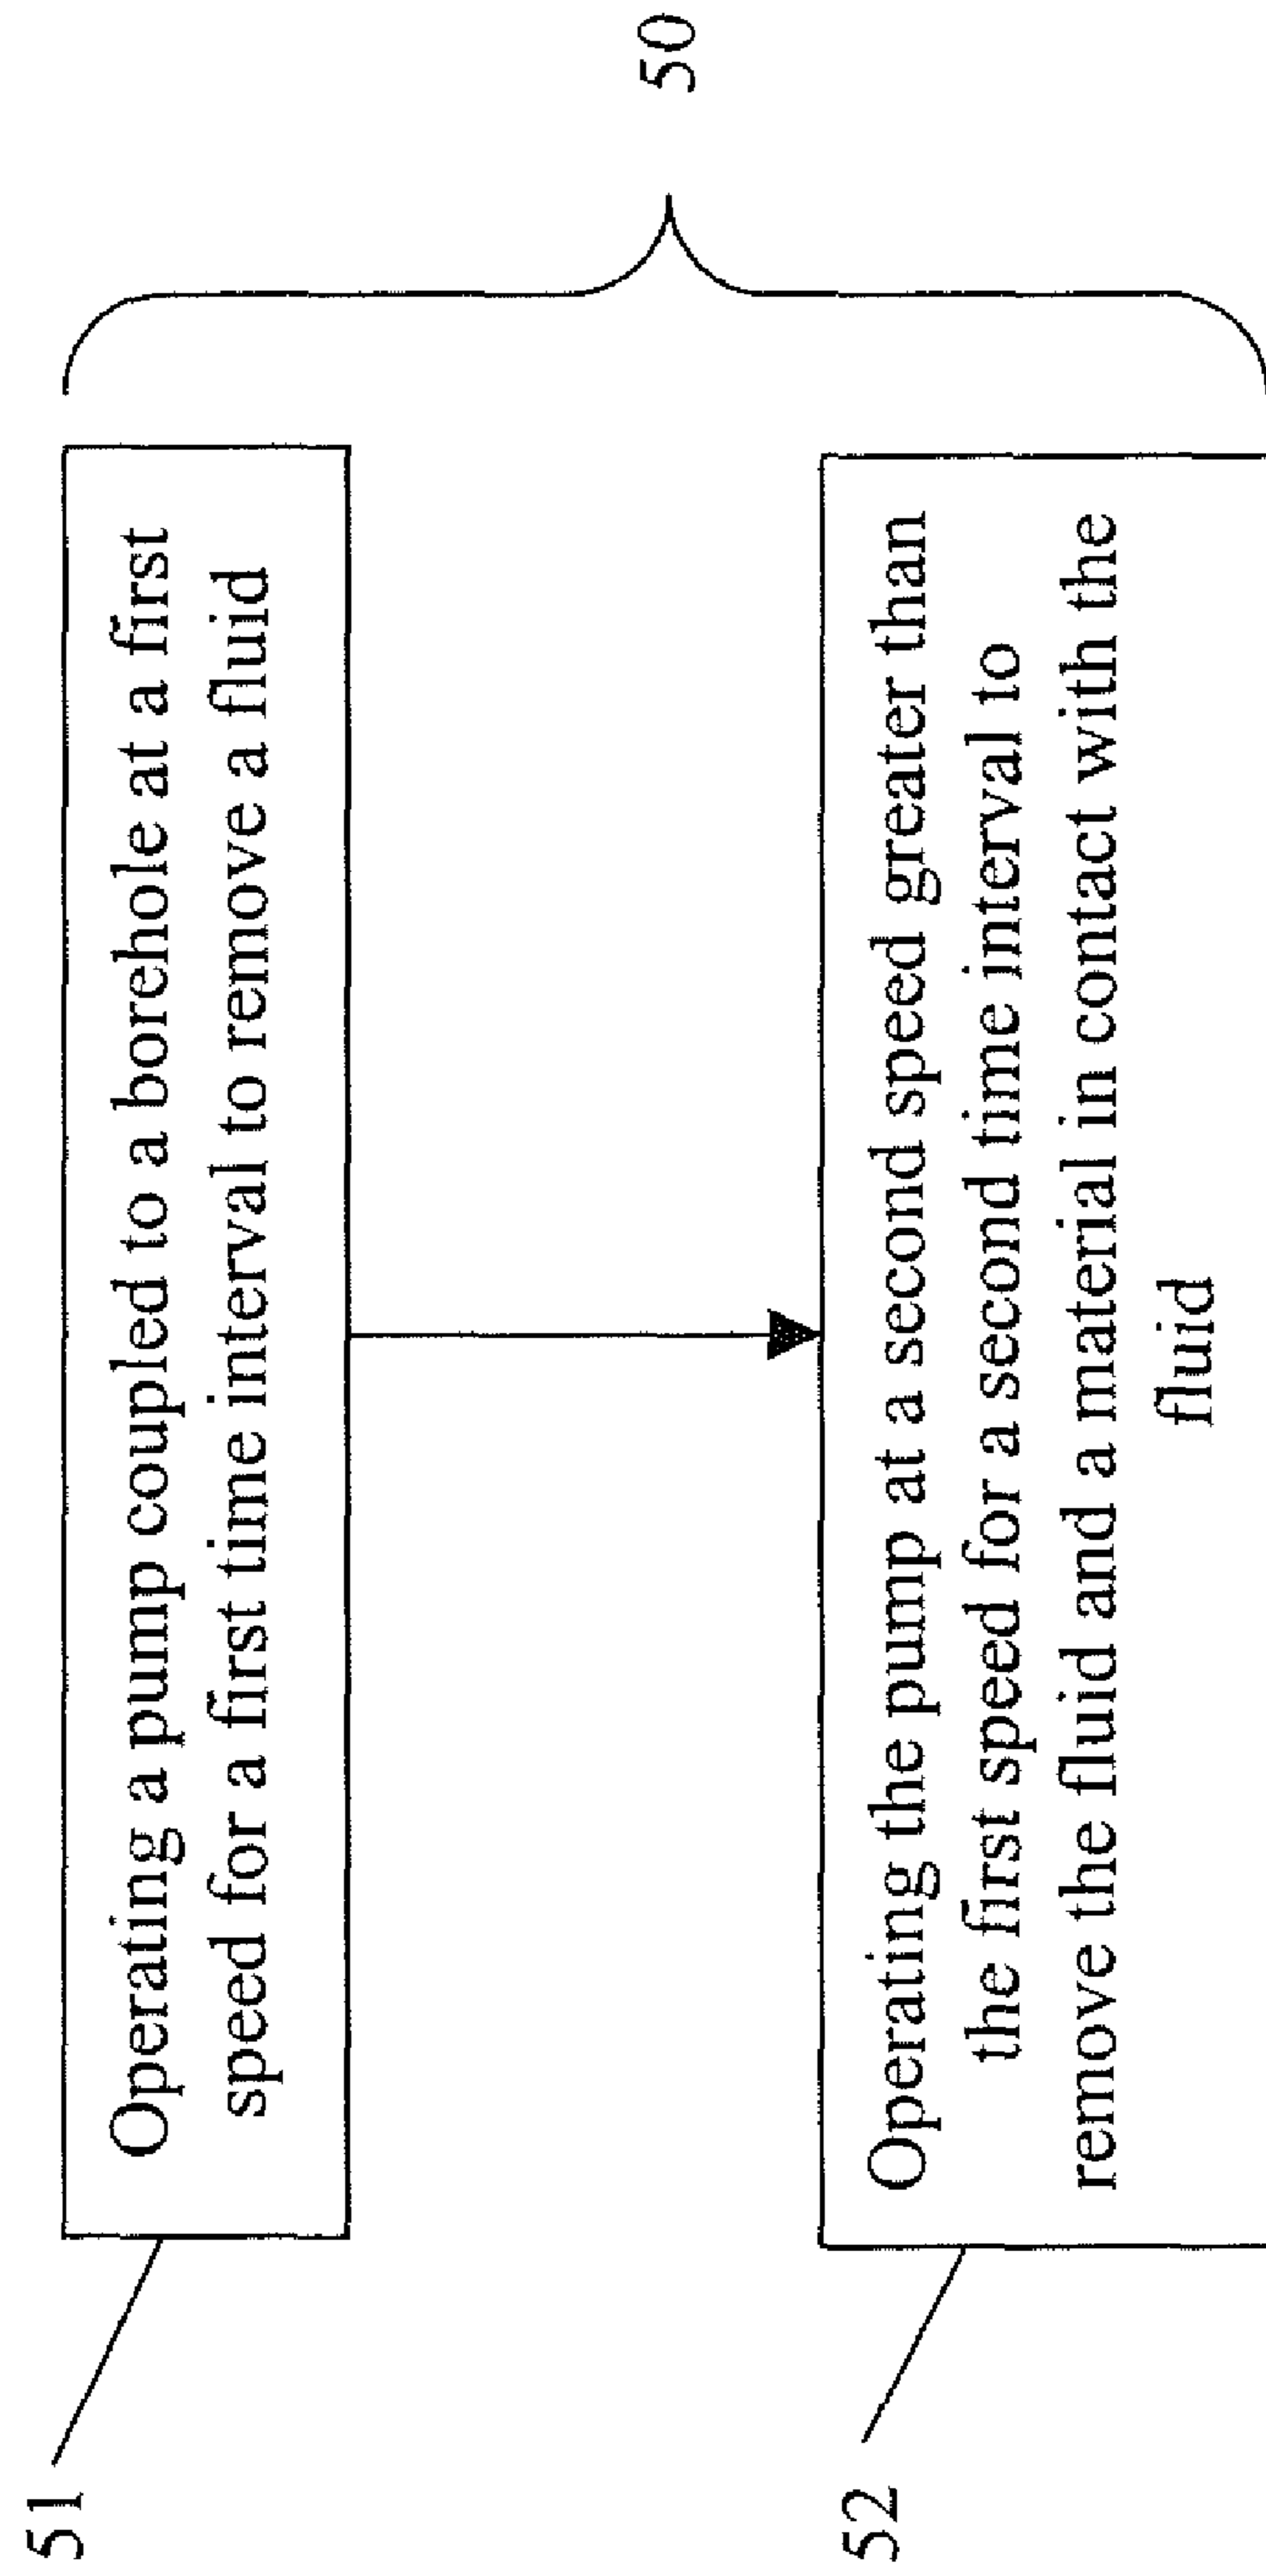 51
Operating a pump coupled to a borehole at a first
speed for a first time interval to remove a fluid
50
52
Operating the pump at a second speed greater than
the first speed for a second time interval to
remove the fluid and a material in contact with the
fluid